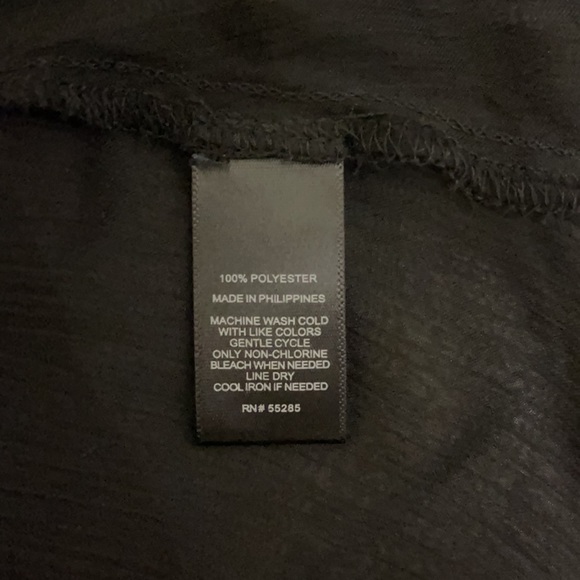 100% POLYESTER
MADE IN PHILIPPINES
MACHINE WASH COLD
WITH LIKE COLORS
GENTLE CYCLE
ONLY NON-CHLORINE
BLEACH WHEN NEEDED
LINE DRY
COOL IRON IF NEEDED
RN# 55285